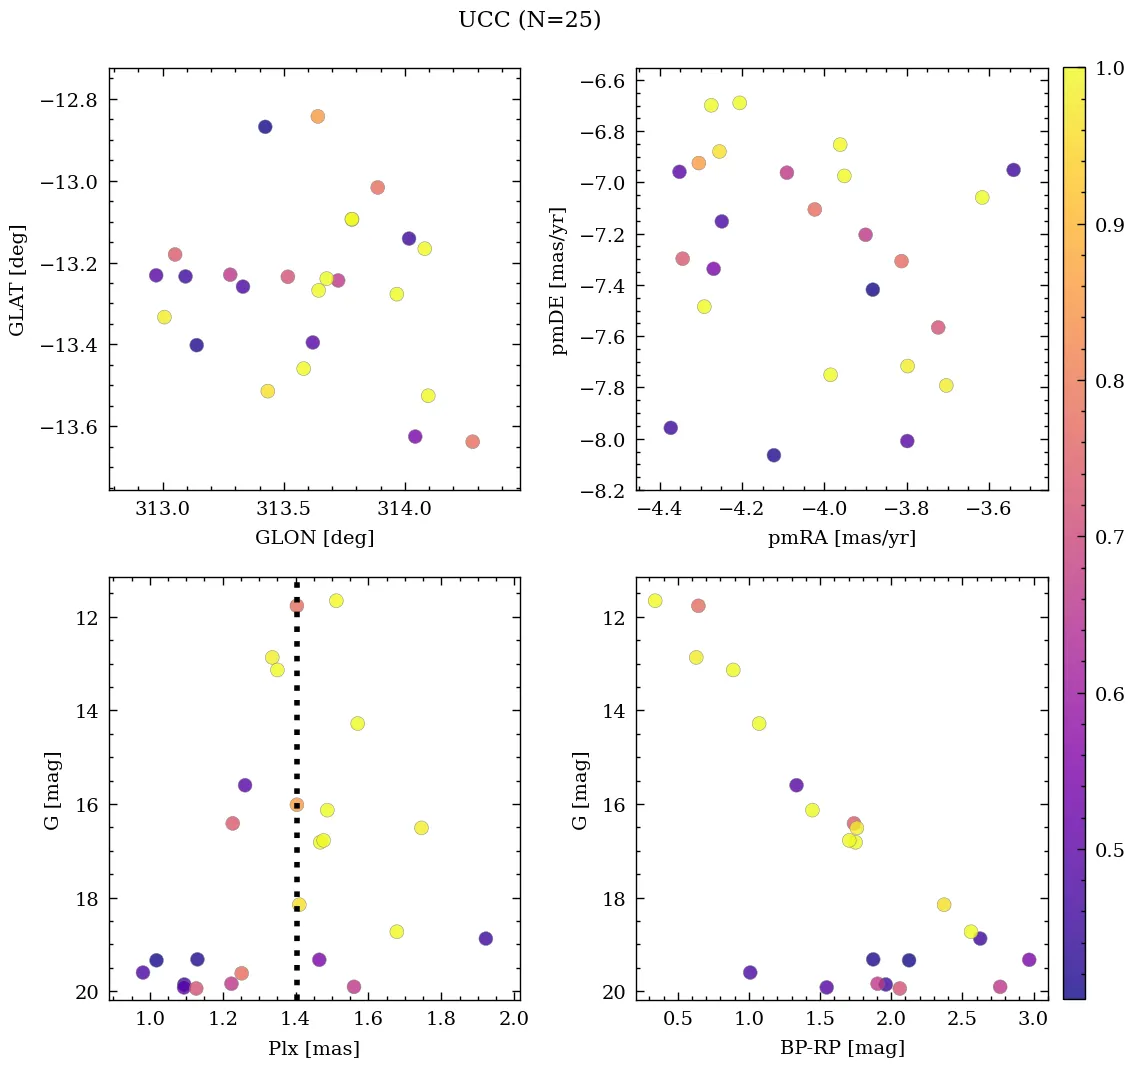 UCC (N=25)
−12.8
−13.0
−13.2
−13.4
−13.6
GLAT [deg]
313.0 313.5 314.0
GLON [deg]
−6.6
−6.8
−7.0
−7.2
−7.4
−7.6
−7.8
−8.0
−8.2
pmDE [mas/yr]
−4.4 −4.2 −4.0 −3.8 −3.6
pmRA [mas/yr]
12
14
16
18
20
G [mag]
1.0 1.2 1.4 1.6 1.8 2.0
Plx [mas]
12
14
16
18
20
G [mag]
0.5 1.0 1.5 2.0 2.5 3.0
BP-RP [mag]
1.0
0.9
0.8
0.7
0.6
0.5